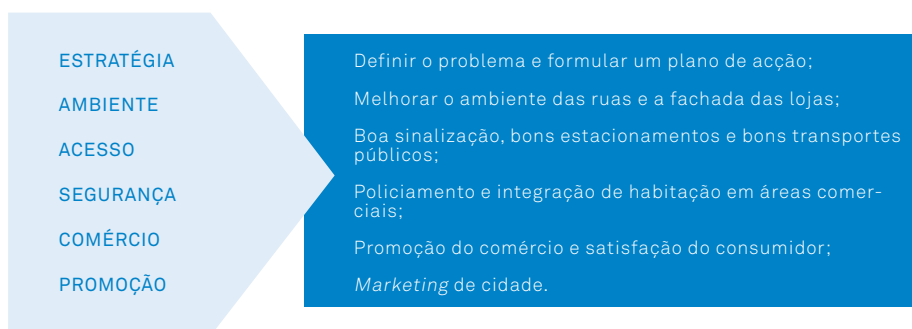 ESTRATÉGIA
AMBIENTE
ACESSO
SEGURANÇA
COMÉRCIO
PROMOÇÃO
Definir o problema e formular um plano de acção;
Melhorar o ambiente das ruas e a fachada das lojas;
Boa sinalização, bons estacionamentos e bons transportes
públicos;
Policiamento e integração de habitação em áreas comer-
ciais;
Promoção do comércio e satisfação do consumidor;
Marketing de cidade.